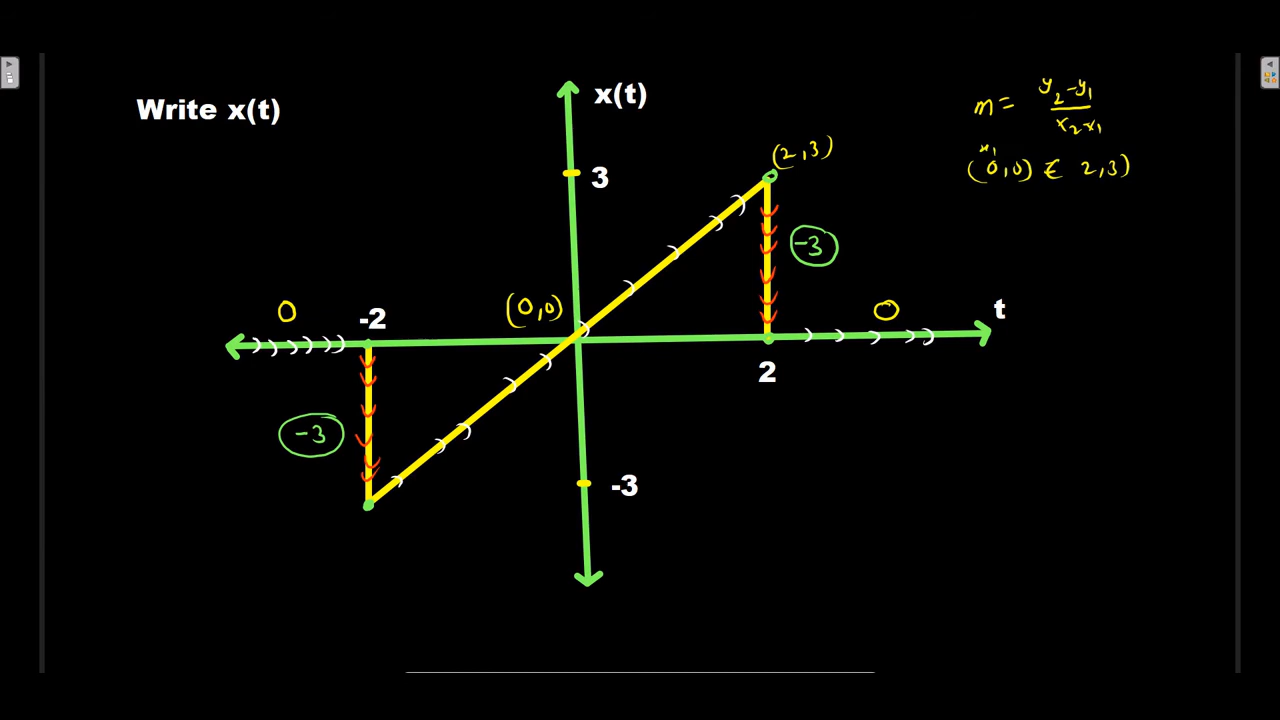 Write x(t)
x(t)
m = y2-y1
x2x1
x1
(0,0) € 2,3)
(2,3)
3
-3
(0,0)
0
-2
0
t
2
-3
-3